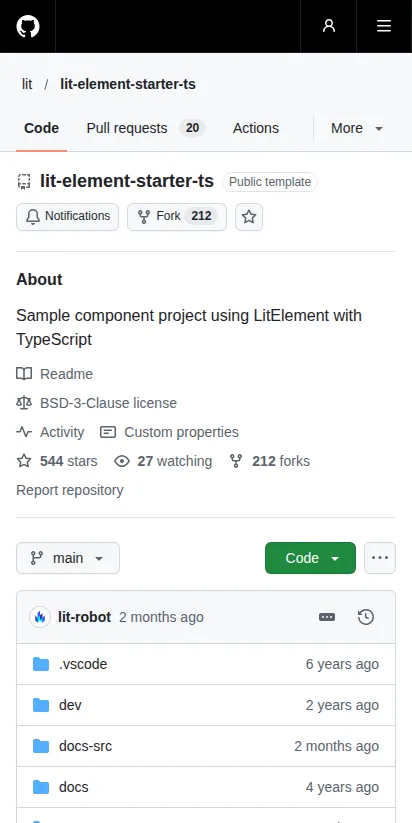 lit / lit-element-starter-ts
Code Pull requests 20 Actions More
lit-element-starter-ts Public template
Notifications Fork 212
About
Sample component project using LitElement with
TypeScript
Readme
BSD-3-Clause license
Activity Custom properties
544 stars 27 watching 212 forks
Report repository
main Code
lit-robot 2 months ago
.vscode 6 years ago
dev 2 years ago
docs-src 2 months ago
docs 4 years ago